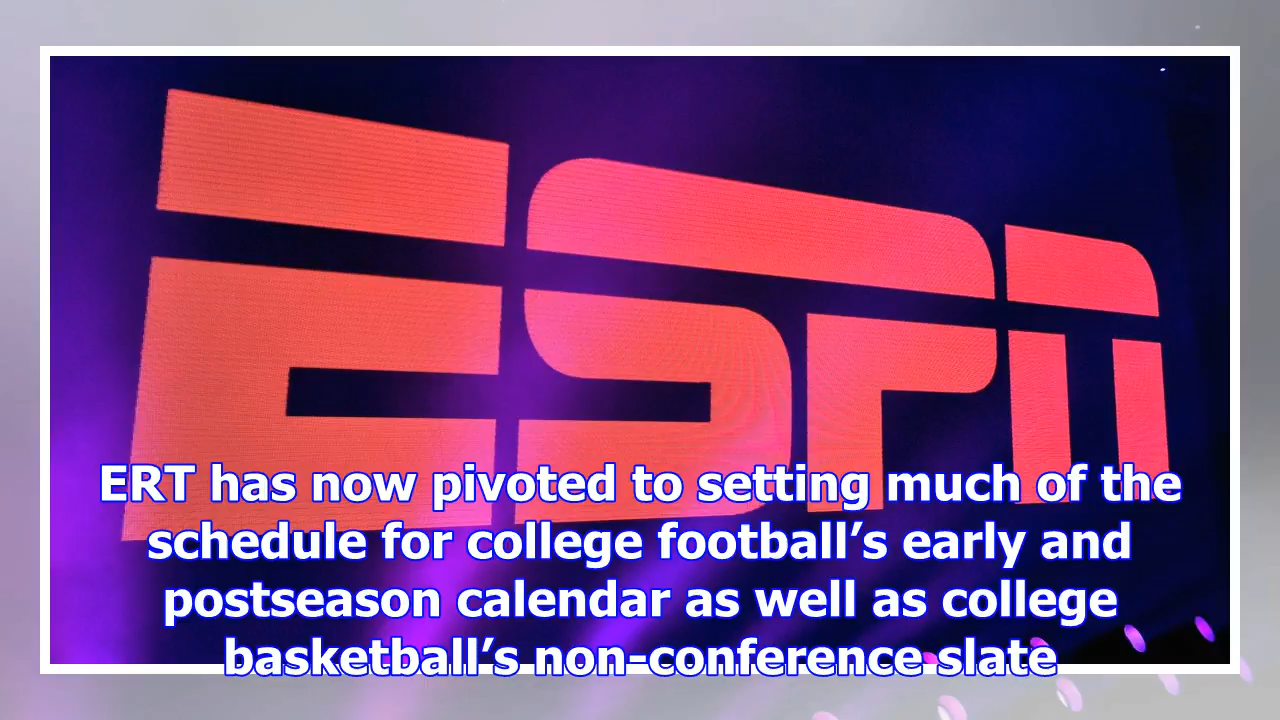 ESPN
ERT has now pivoted to setting much of the
schedule for college football’s early and
postseason calendar as well as college
basketball’s non-conference slate